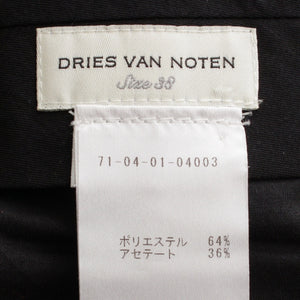 DRIES VAN NOTEN
Size 38
71-04-01-04003
ポリエステル 64%
アセテート 36%